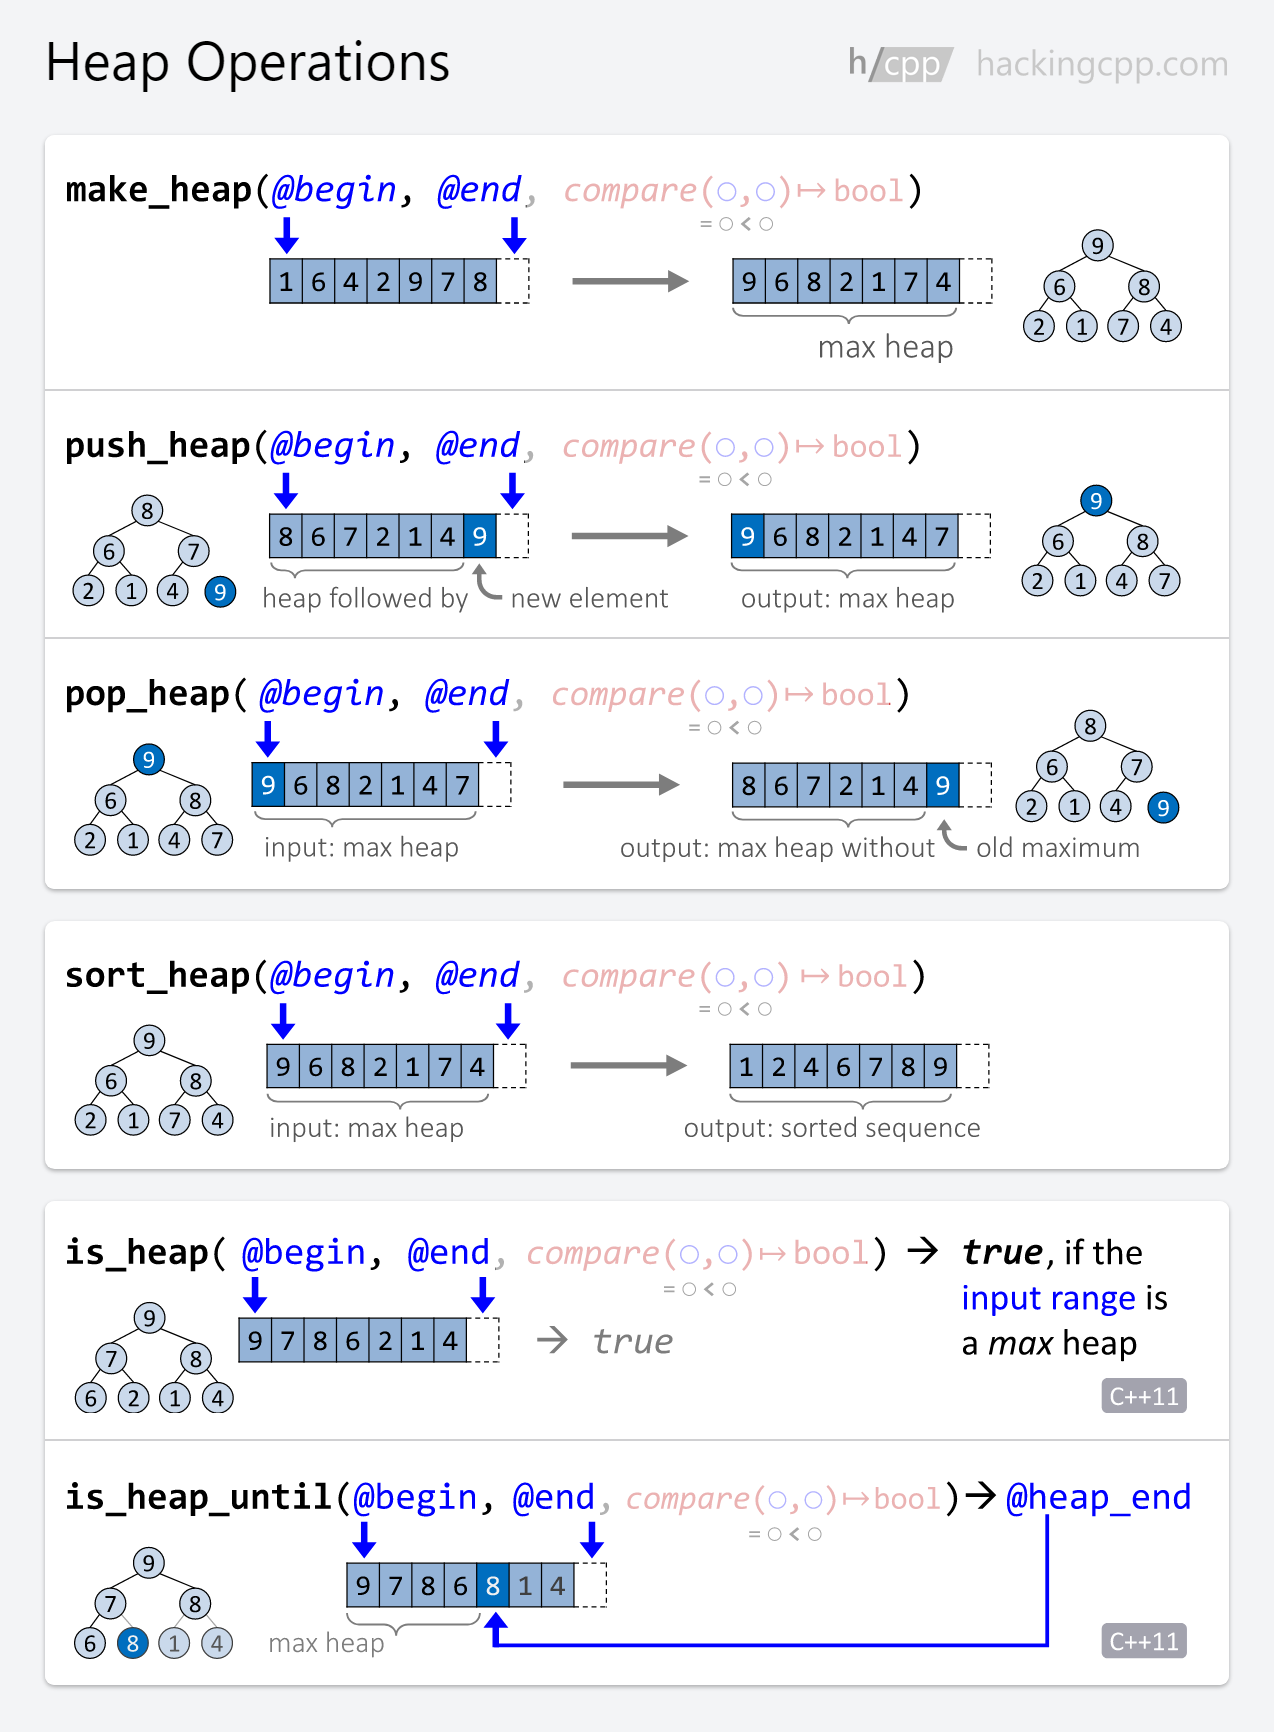 Heap Operations
h/cpp hackingcpp.com
make_heap(@begin, @end, compare(○,○)↦bool)
=○<○
1 6 4 2 9 7 8
9 6 8 2 1 7 4
max heap
9
6 8
2 1 7 4
push_heap(@begin, @end, compare(○,○)↦bool)
=○<○
8
6 7
2 1 4 9
8 6 7 2 1 4 9
heap followed by new element
9 6 8 2 1 4 7
output: max heap
9
6 8
2 1 4 7
pop_heap( @begin, @end, compare(○,○)↦bool)
=○<○
9
6 8
2 1 4 7
9 6 8 2 1 4 7
input: max heap
8 6 7 2 1 4 9
output: max heap without old maximum
8
6 7
2 1 4 9
sort_heap(@begin, @end, compare(○,○)↦bool)
=○<○
9
6 8
2 1 7 4
9 6 8 2 1 7 4
input: max heap
1 2 4 6 7 8 9
output: sorted sequence
is_heap( @begin, @end, compare(○,○)↦bool) → true, if the
input range is
a max heap
=○<○
9
7 8
6 2 1 4
9 7 8 6 2 1 4
→ true
C++11
is_heap_until(@begin, @end, compare(○,○)↦bool)→ @heap_end
=○<○
9
7 8
6 8 1 4
9 7 8 6 8 1 4
max heap
C++11